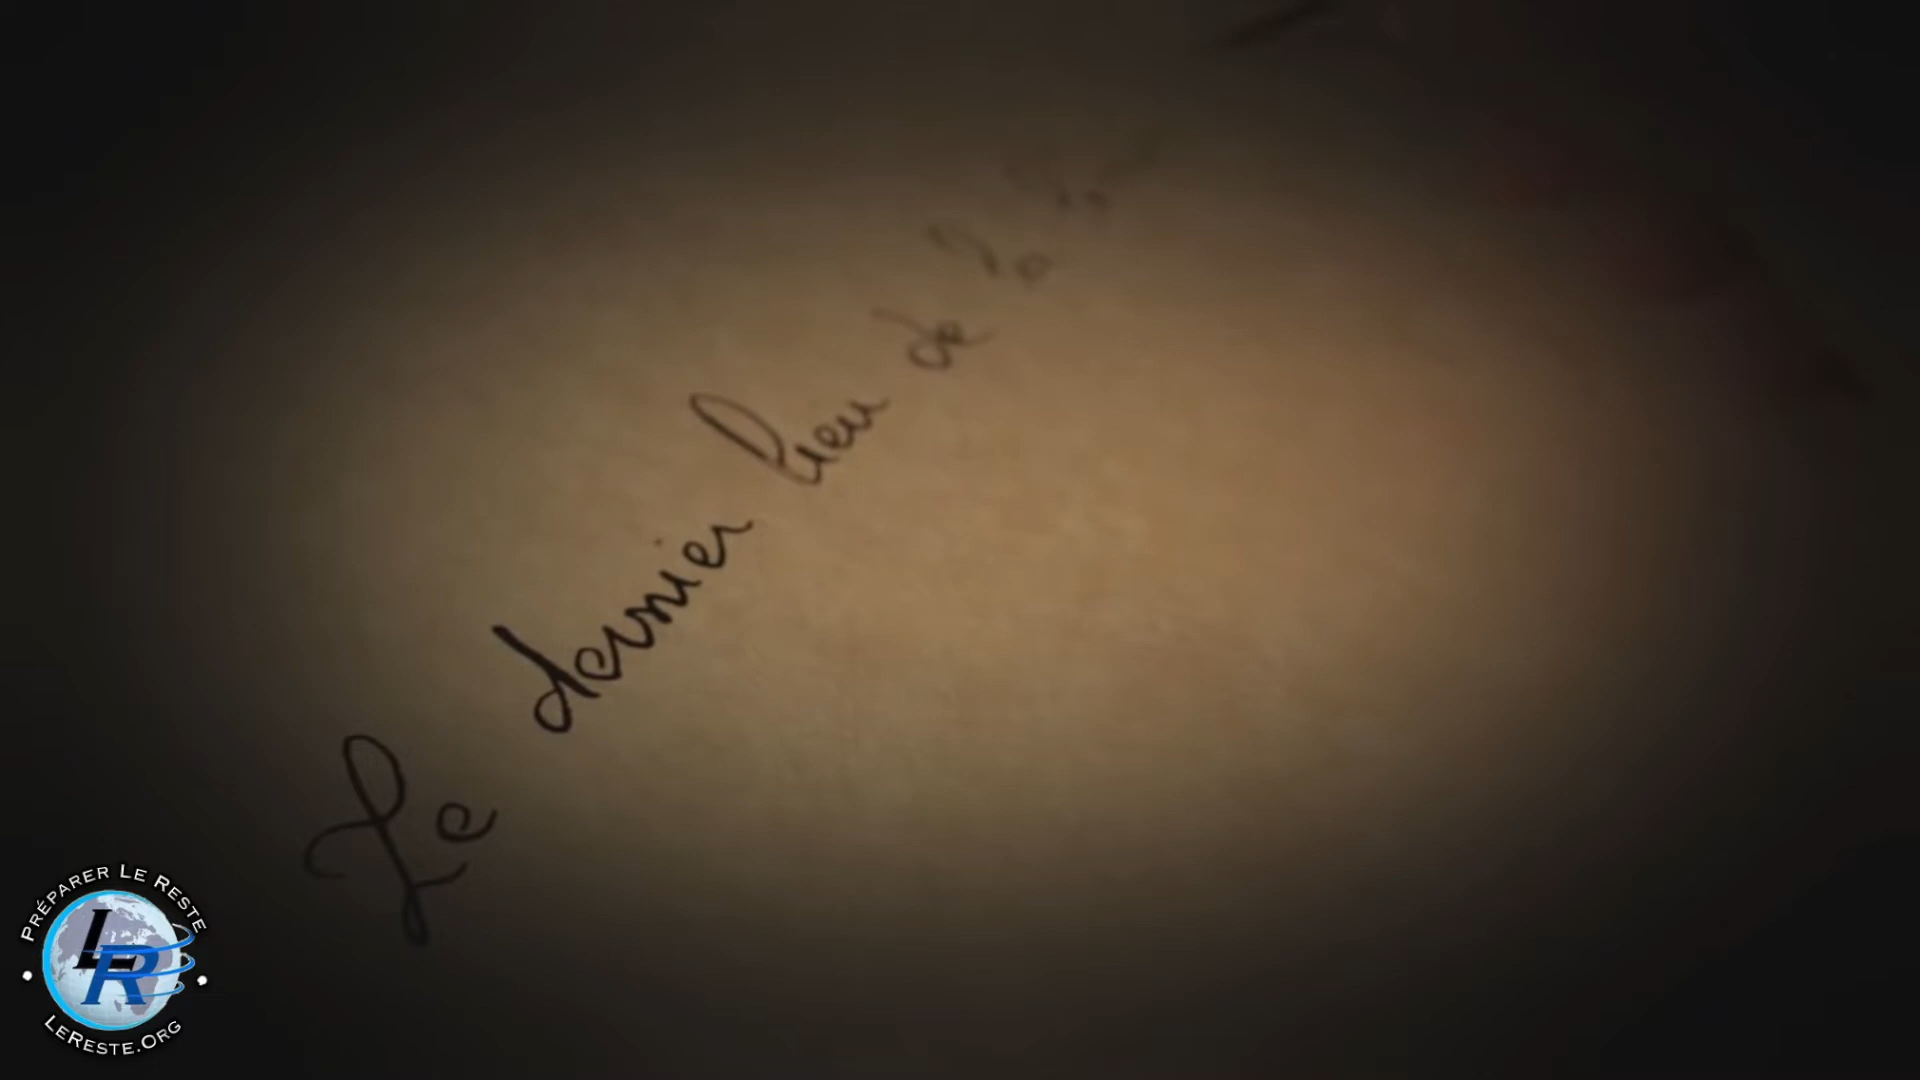 Le dernier lieu de
PRÉPARER LE RESTE
LR
LERESTE.ORG